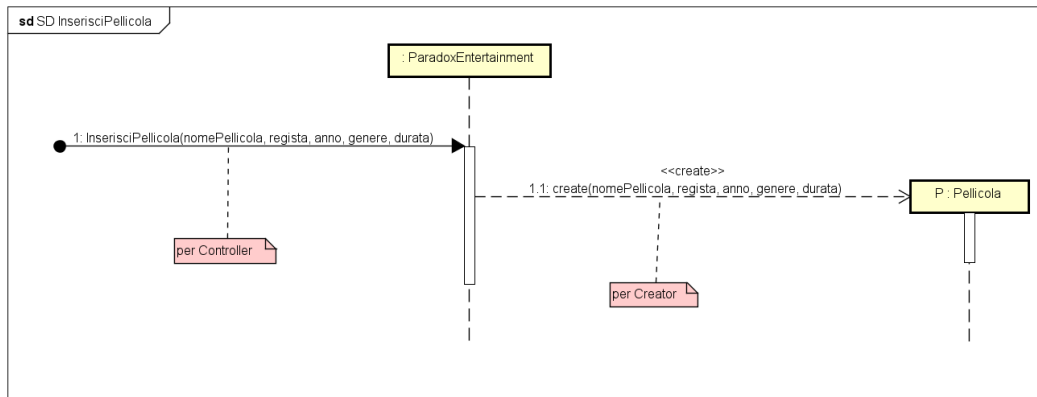 sd SD InserisciPellicola
: ParadoxEntertainment
1: InserisciPellicola(nomePellicola, regista, anno, genere, durata)
<<create>>
1.1: create(nomePellicola, regista, anno, genere, durata)
P : Pellicola
per Controller
per Creator